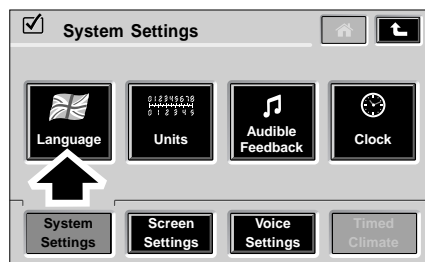 System Settings
Language
Units
Audible
Feedback
Clock
System
Settings
Screen
Settings
Voice
Settings
Timed
Climate